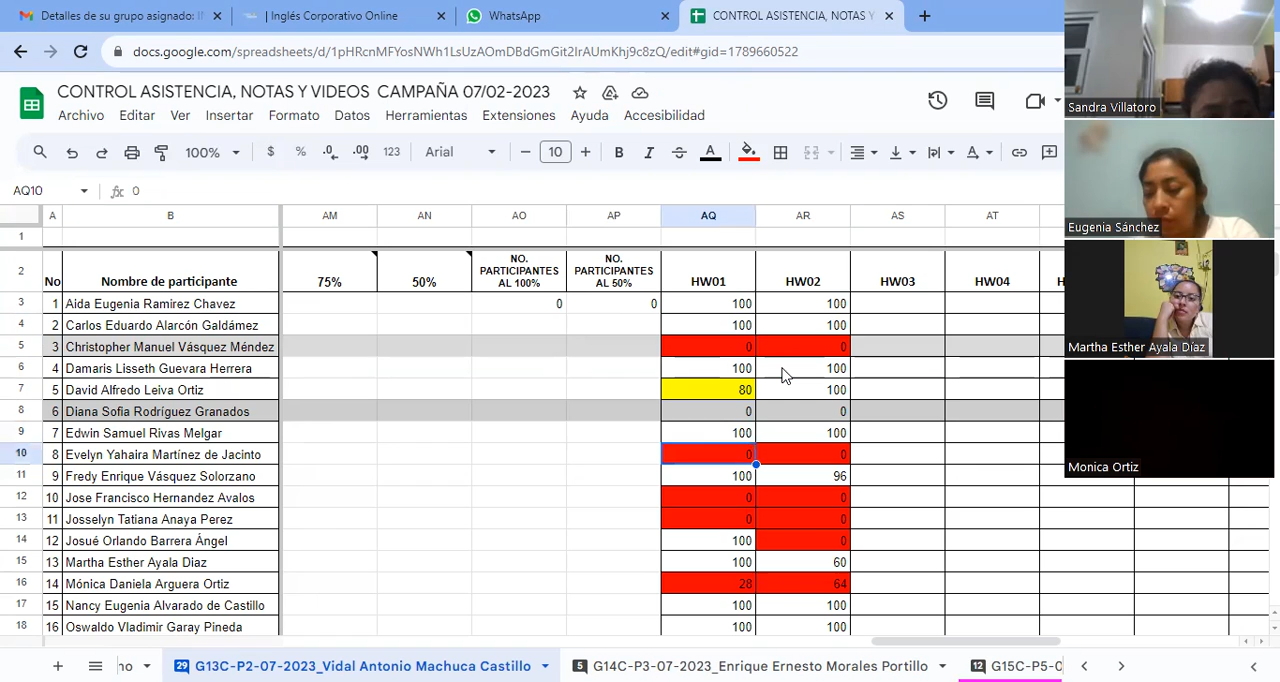 Detalles de su grupo asignado: I
Inglés Corporativo Online
WhatsApp
CONTROL ASISTENCIA, NOTAS Y
docs.google.com/spreadsheets/d/1pHRcnMFYosNWh1LsUzAOmDBdGmGit2IrAUmKhj9c8zQ/edit#gid=1789660522
CONTROL ASISTENCIA, NOTAS Y VIDEOS CAMPAÑA 07/02-2023
Archivo Editar Ver Insertar Formato Datos Herramientas Extensiones Ayuda Accesibilidad
100% $ % .0 .00 123 Arial 10 B I A
AQ10 fx 0
A B AM AN AO AP AQ AR AS AT
1
2 No Nombre de participante 75% 50% NO. PARTICIPANTES AL 100% NO. PARTICIPANTES AL 50% HW01 HW02 HW03 HW04
3 1 Aida Eugenia Ramirez Chavez 0 0 100 100
4 2 Carlos Eduardo Alarcón Galdámez 100 100
5 3 Christopher Manuel Vásquez Méndez 0 0
6 4 Damaris Lisbeth Guevara Herrera 100 100
7 5 David Alfredo Leiva Ortiz 80 100
8 6 Diana Sofia Rodríguez Granados 0 0
9 7 Edwin Samuel Rivas Melgar 100 100
10 8 Evelyn Yahaira Martínez de Jacinto 0 0
11 9 Fredy Enrique Vásquez Solorzano 100 96
12 10 Jose Francisco Hernandez Avalos 0 0
13 11 Josselyn Tatiana Anaya Perez 0 0
14 12 Josué Orlando Barrera Ángel 100 0
15 13 Martha Esther Ayala Diaz 100 60
16 14 Mónica Daniela Arguera Ortiz 28 64
17 15 Nancy Eugenia Alvarado de Castillo 100 100
18 16 Oswaldo Vladimir Garay Pineda 100 100
no 29 G13C-P2-07-2023_Vidal Antonio Machuca Castillo 5 G14C-P3-07-2023_Enrique Ernesto Morales Portillo 12 G15C-P5-0
Sandra Villatoro
Eugenia Sánchez
Martha Esther Ayala Díaz
Monica Ortiz